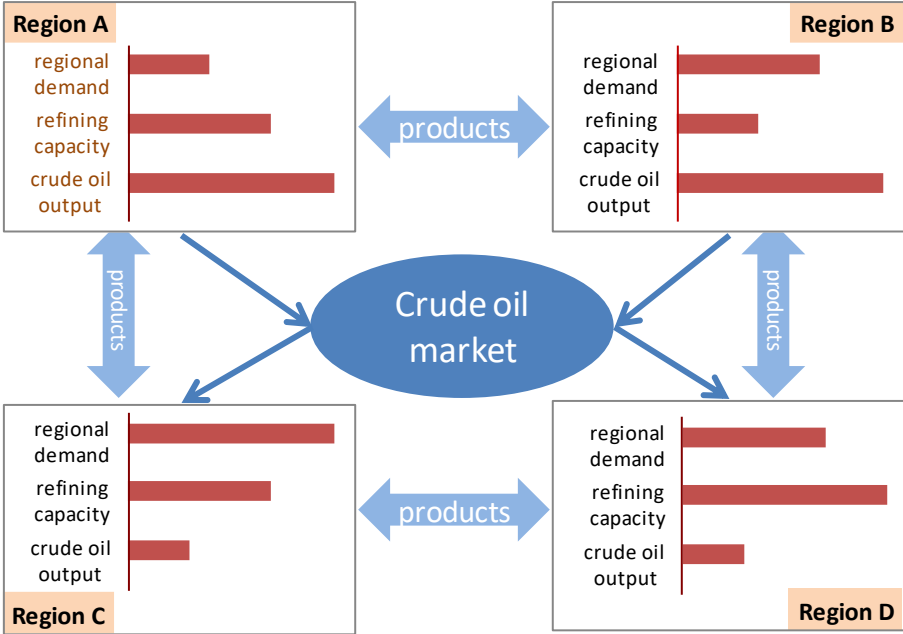 Region A
regional
demand
refining
capacity
crude oil
output
Region B
regional
demand
refining
capacity
crude oil
output
products
products
products
Crude oil
market
regional
demand
refining
capacity
crude oil
output
Region C
products
regional
demand
refining
capacity
crude oil
output
Region D